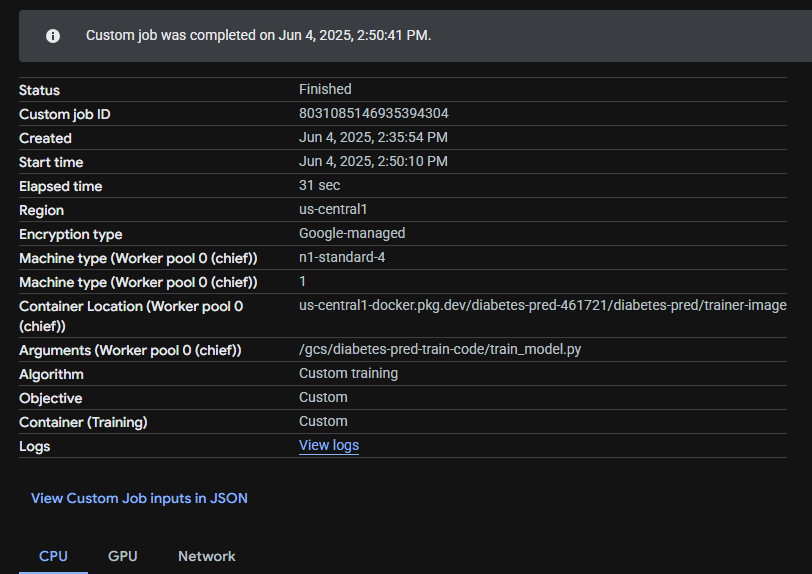 Custom job was completed on Jun 4, 2025, 2:50:41 PM.
Status Finished
Custom job ID 8031085146935394304
Created Jun 4, 2025, 2:35:54 PM
Start time Jun 4, 2025, 2:50:10 PM
Elapsed time 31 sec
Region us-central1
Encryption type Google-managed
Machine type (Worker pool 0 (chief)) n1-standard-4
Machine type (Worker pool 0 (chief)) 1
Container Location (Worker pool 0 us-central1-docker.pkg.dev/diabetes-pred-461721/diabetes-pred/trainer-image
(chief))
Arguments (Worker pool 0 (chief)) /gcs/diabetes-pred-train-code/train_model.py
Algorithm Custom training
Objective Custom
Container (Training) Custom
Logs View logs
View Custom Job inputs in JSON
CPU GPU Network